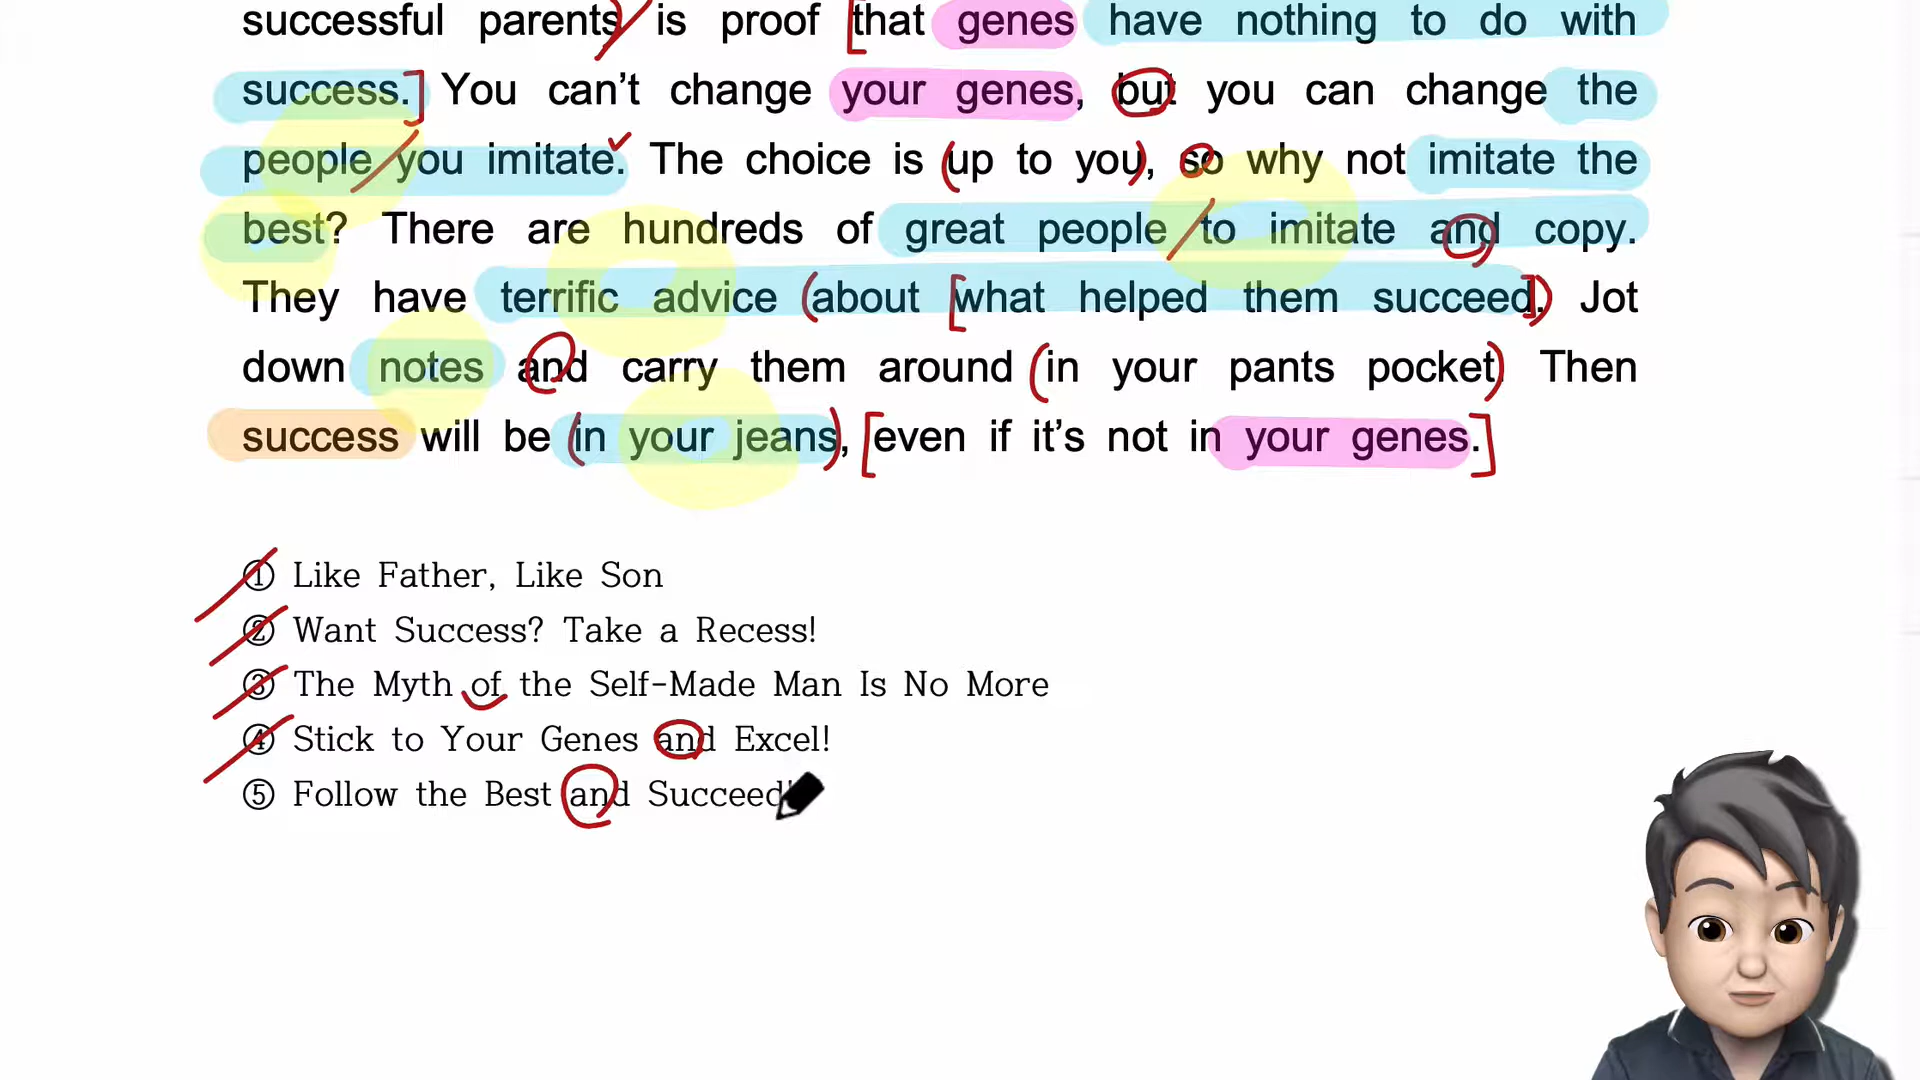 successful parents is proof that genes have nothing to do with
success. You can't change your genes, but you can change the
people you imitate. The choice is up to you, so why not imitate the
best? There are hundreds of great people to imitate and copy.
They have terrific advice about what helped them succeed. Jot
down notes and carry them around in your pants pocket. Then
success will be in your jeans, even if it's not in your genes.
① Like Father, Like Son
② Want Success? Take a Recess!
③ The Myth of the Self-Made Man Is No More
④ Stick to Your Genes and Excel!
⑤ Follow the Best and Succeed